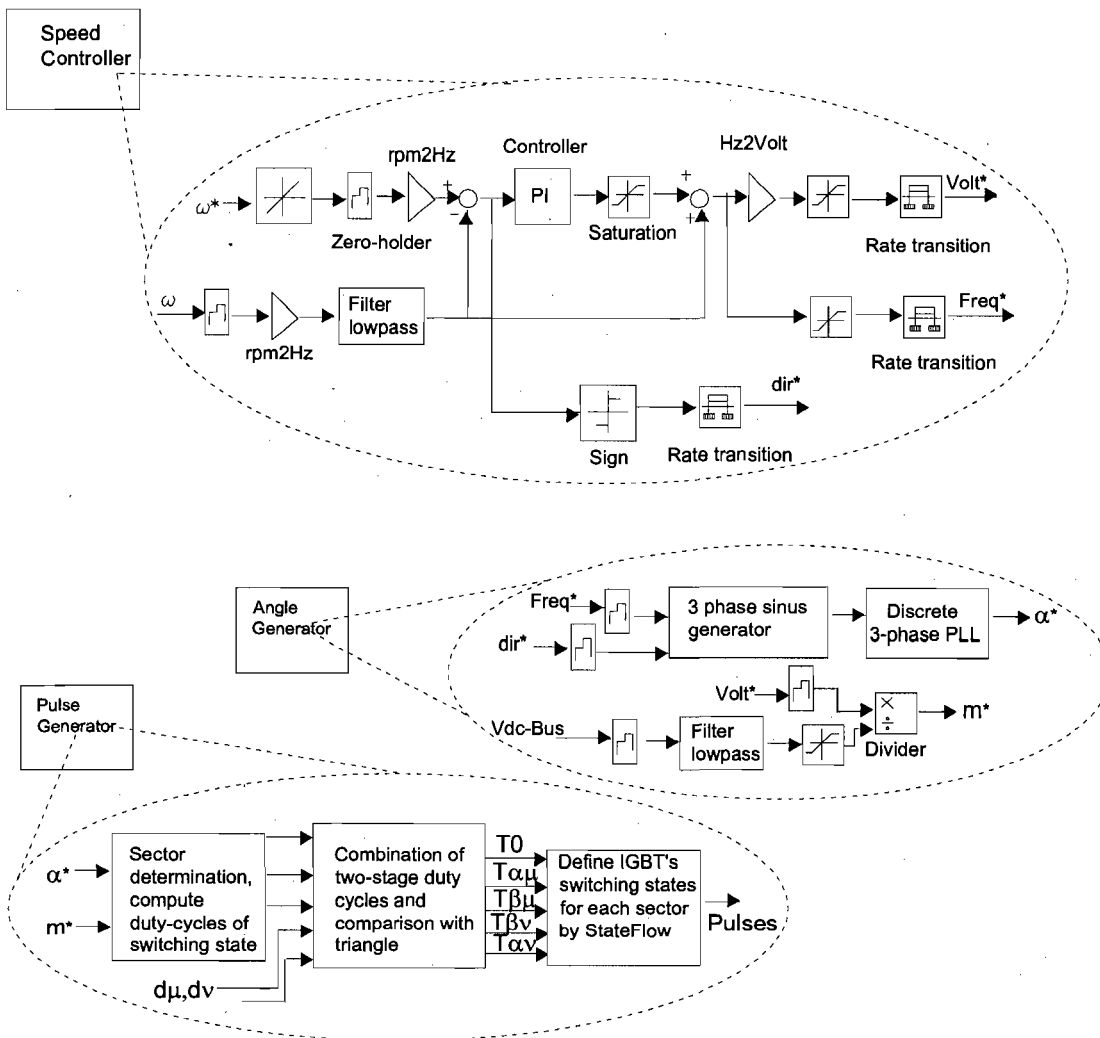 Speed
Controller
rpm2Hz
Controller
Hz2Volt
ω*
+
−
PI
+
+
Volt*
Zero-holder
Saturation
Rate transition
ω
Filter
lowpass
rpm2Hz
Freq*
Rate transition
dir*
Sign
Rate transition
Angle
Generator
Freq*
dir*
3 phase sinus
generator
Discrete
3-phase PLL
α*
Volt*
×
÷
m*
Vdc-Bus
Filter
lowpass
Divider
Pulse
Generator
α*
m*
Sector
determination,
compute
duty-cycles of
switching state
dμ,dν
Combination of
two-stage duty
cycles and
comparison with
triangle
T0
Tαμ
Tβμ
Tβν
Tαν
Define IGBT's
switching states
for each sector
by StateFlow
Pulses